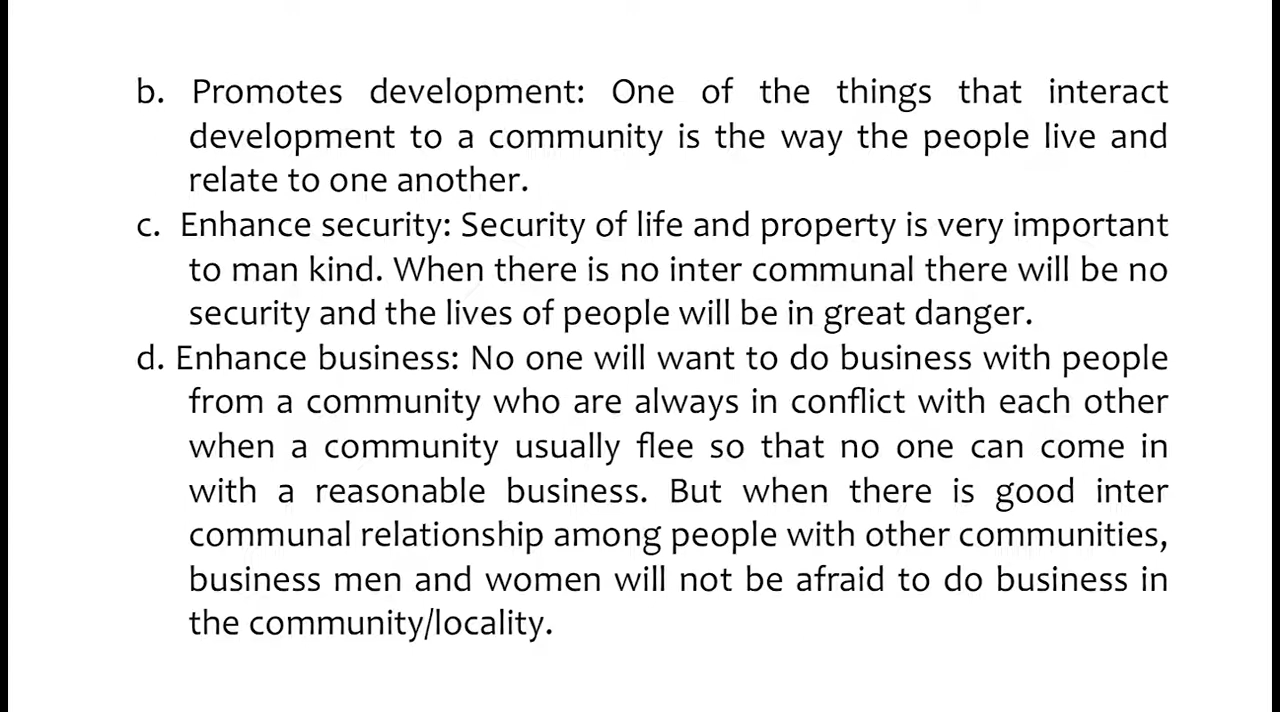 b. Promotes development: One of the things that interact
development to a community is the way the people live and
relate to one another.
c. Enhance security: Security of life and property is very important
to man kind. When there is no inter communal there will be no
security and the lives of people will be in great danger.
d. Enhance business: No one will want to do business with people
from a community who are always in conflict with each other
when a community usually flee so that no one can come in
with a reasonable business. But when there is good inter
communal relationship among people with other communities,
business men and women will not be afraid to do business in
the community/locality.